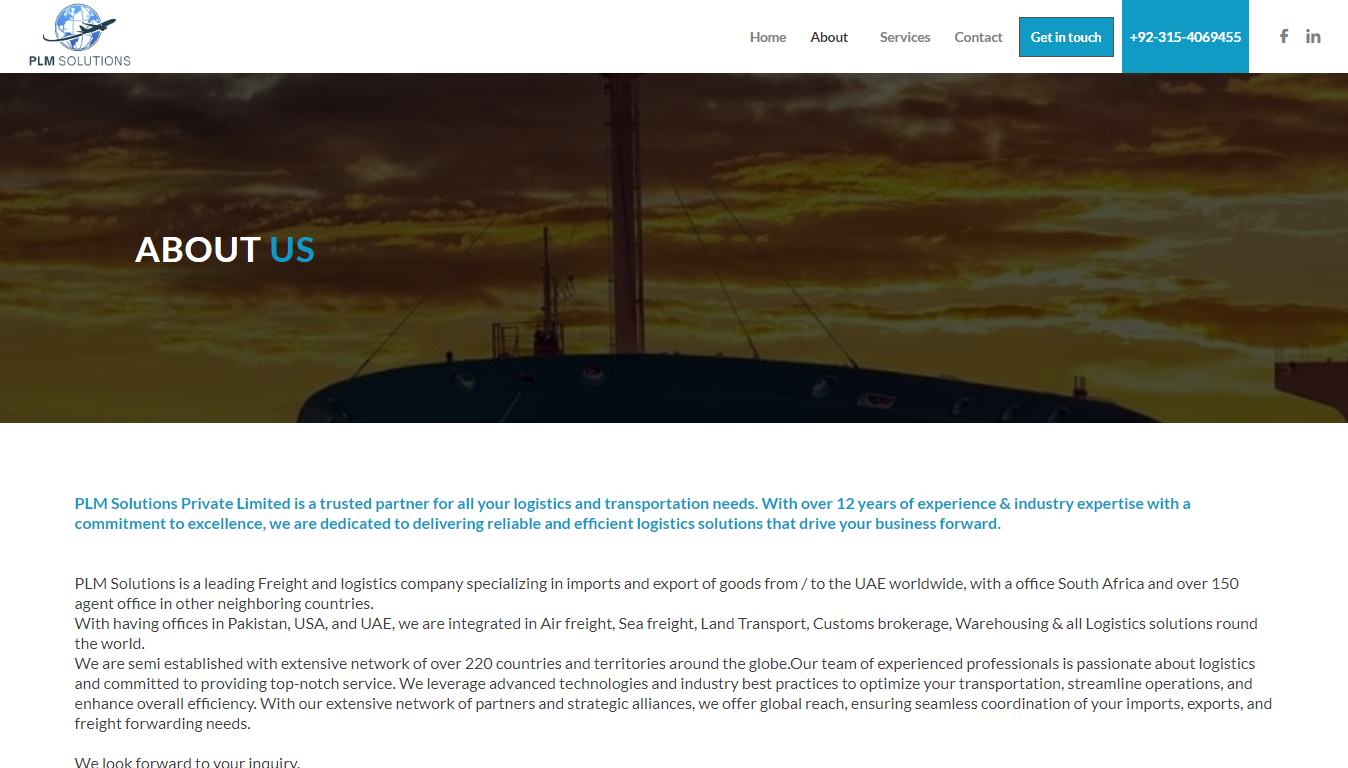 PLM SOLUTIONS
Home
About
Services
Contact
Get in touch
+92-315-4069455
ABOUT US
PLM Solutions Private Limited is a trusted partner for all your logistics and transportation needs. With over 12 years of experience & industry expertise with a
commitment to excellence, we are dedicated to delivering reliable and efficient logistics solutions that drive your business forward.
PLM Solutions is a leading Freight and logistics company specializing in imports and export of goods from / to the UAE worldwide, with a office South Africa and over 150
agent office in other neighboring countries.
With having offices in Pakistan, USA, and UAE, we are integrated in Air freight, Sea freight, Land Transport, Customs brokerage, Warehousing & all Logistics solutions round
the world.
We are semi established with extensive network of over 220 countries and territories around the globe.Our team of experienced professionals is passionate about logistics
and committed to providing top-notch service. We leverage advanced technologies and industry best practices to optimize your transportation, streamline operations, and
enhance overall efficiency. With our extensive network of partners and strategic alliances, we offer global reach, ensuring seamless coordination of your imports, exports, and
freight forwarding needs.
We look forward to your inquiry.